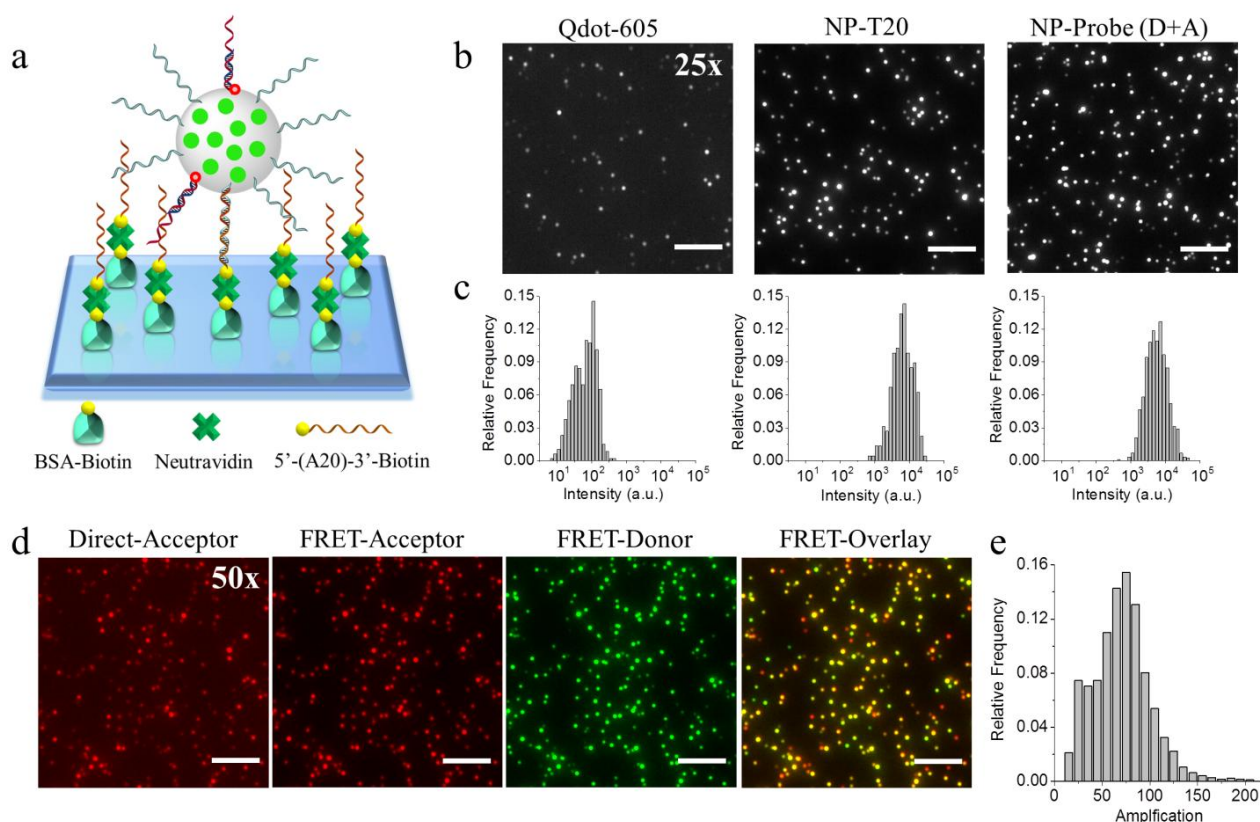 a
BSA-Biotin
Neutravidin
5'-(A20)-3'-Biotin
b
Qdot-605
NP-T20
NP-Probe (D+A)
25x
c
Relative Frequency
0.15
0.12
0.09
0.06
0.03
0.00
10¹ 10² 10³ 10⁴ 10⁵
Intensity (a.u.)
Relative Frequency
0.15
0.12
0.09
0.06
0.03
0.00
10¹ 10² 10³ 10⁴ 10⁵
Intensity (a.u.)
Relative Frequency
0.15
0.12
0.09
0.06
0.03
0.00
10¹ 10² 10³ 10⁴ 10⁵
Intensity (a.u.)
d
Direct-Acceptor
FRET-Acceptor
FRET-Donor
FRET-Overlay
50x
e
Relative Frequency
0.16
0.12
0.08
0.04
0.00
0 50 100 150 200
Amplfication